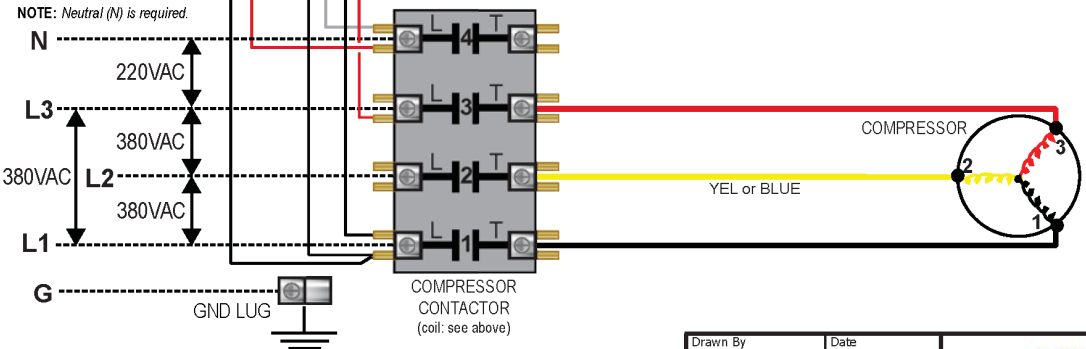 NOTE: Neutral (N) is required.
N
L T
4
220VAC
L3
L T
3
COMPRESSOR
3
380VAC
380VAC
L2
L T
2
YEL or BLUE
2
380VAC
1
L1
L T
1
G
GND LUG
COMPRESSOR
CONTACTOR
(coil: see above)
Drawn By
Date